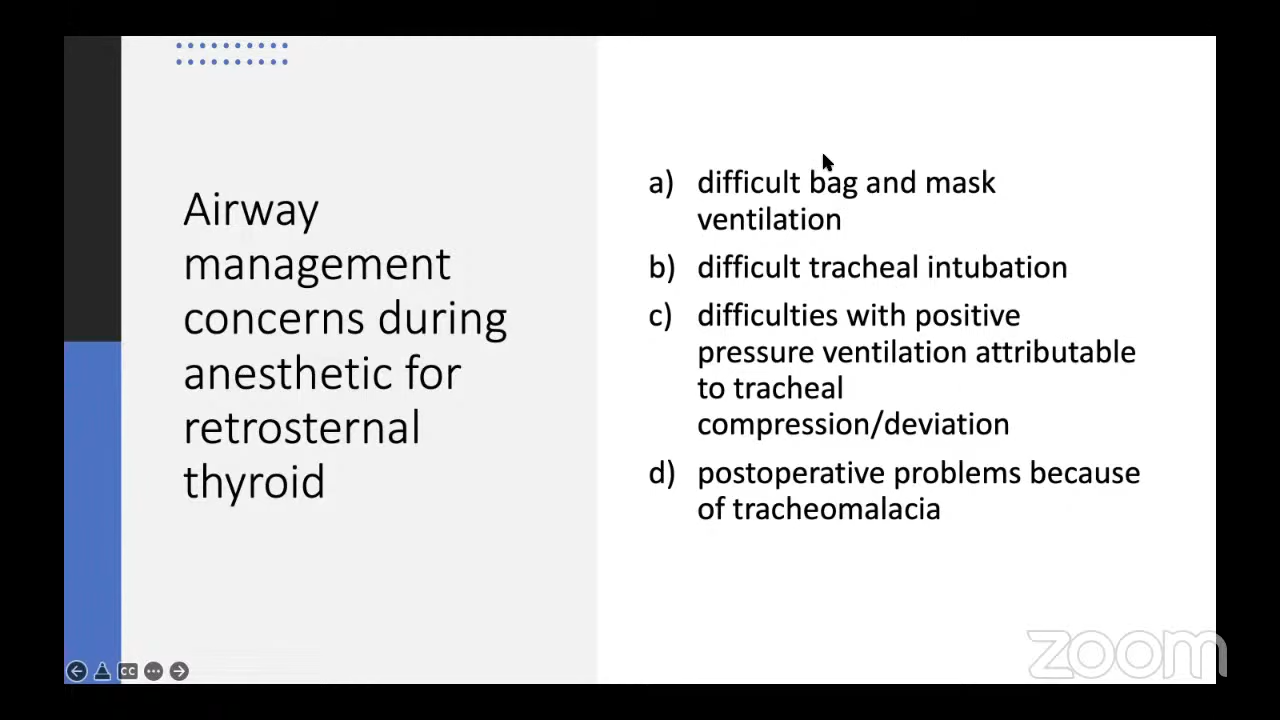 Airway
management
concerns during
anesthetic for
retrosternal
thyroid
a) difficult bag and mask
ventilation
b) difficult tracheal intubation
c) difficulties with positive
pressure ventilation attributable
to tracheal
compression/deviation
d) postoperative problems because
of tracheomalacia
CC
zoom